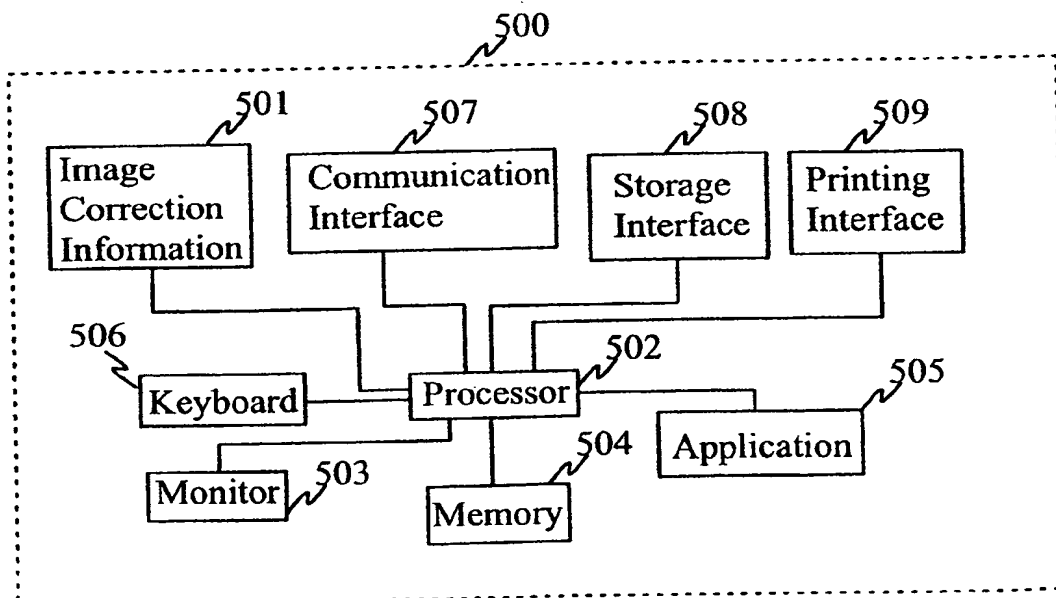 500
501
507
508
509
Image
Correction
Information
Communication
Interface
Storage
Interface
Printing
Interface
506
502
505
Keyboard
Processor
Application
Monitor
503
504
Memory